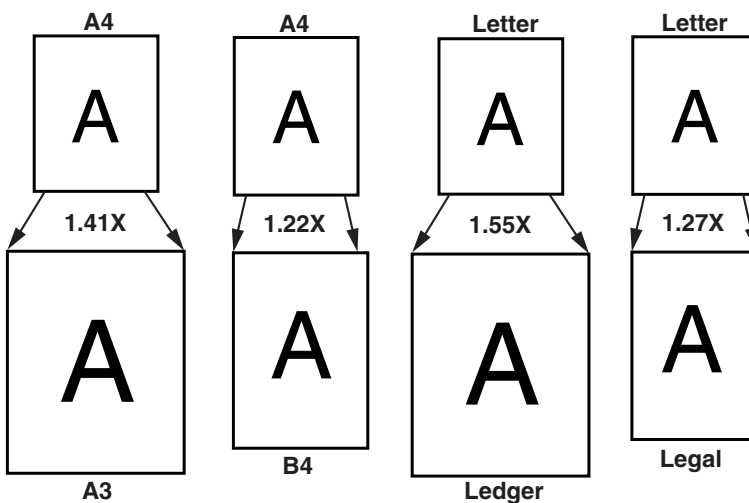 A4 A4 Letter Letter
A A A A
1.41X 1.22X 1.55X 1.27X
A A A A
B4 Legal
A3 Ledger